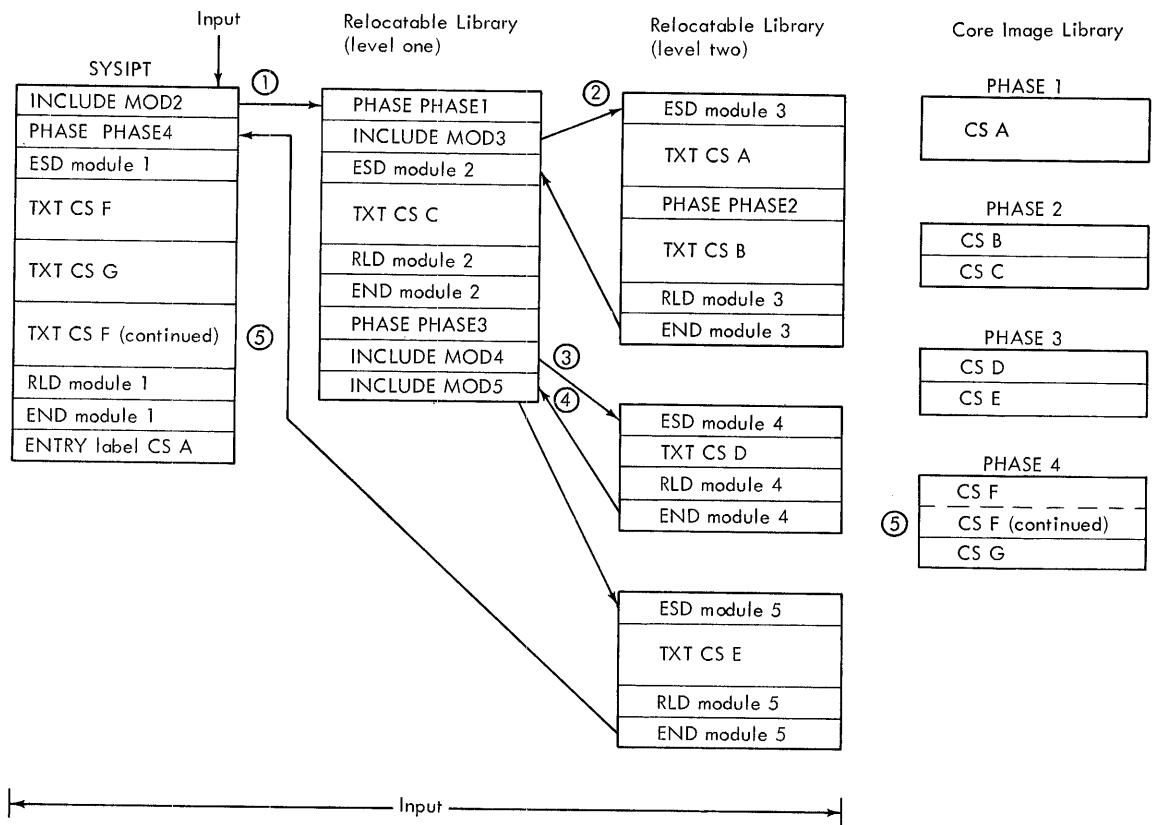 Input
Relocatable Library
(level one)
Relocatable Library
(level two)
Core Image Library
SYSIPT
INCLUDE MOD2
PHASE PHASE4
ESD module 1
TXT CS F
TXT CS G
TXT CS F (continued)
RLD module 1
END module 1
ENTRY label CS A
①
⑤
PHASE PHASE1
INCLUDE MOD3
ESD module 2
TXT CS C
RLD module 2
END module 2
PHASE PHASE3
INCLUDE MOD4
INCLUDE MOD5
②
③
④
ESD module 3
TXT CS A
PHASE PHASE2
TXT CS B
RLD module 3
END module 3
ESD module 4
TXT CS D
RLD module 4
END module 4
ESD module 5
TXT CS E
RLD module 5
END module 5
PHASE 1
CS A
PHASE 2
CS B
CS C
PHASE 3
CS D
CS E
PHASE 4
CS F
⑤
CS F (continued)
CS G
Input